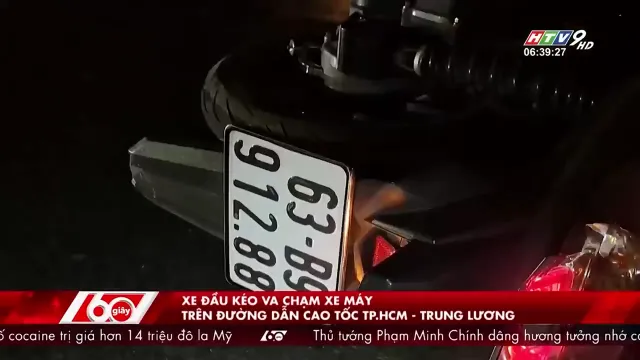 HTV9 HD
06:39:27
63-B9
912.88
60 giây
XE ĐẦU KÉO VA CHẠM XE MÁY
TRÊN ĐƯỜNG DẪN CAO TỐC TP.HCM - TRUNG LƯƠNG
ố cocaine trị giá hơn 14 triệu đô la Mỹ Thủ tướng Phạm Minh Chính dâng hương tưởng nhớ c